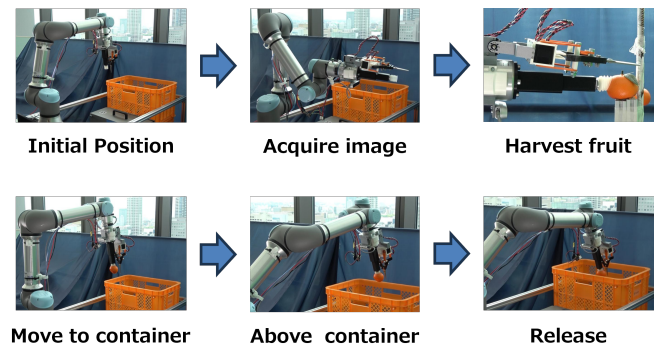 Initial Position
Acquire image
Harvest fruit
Move to container
Above container
Release